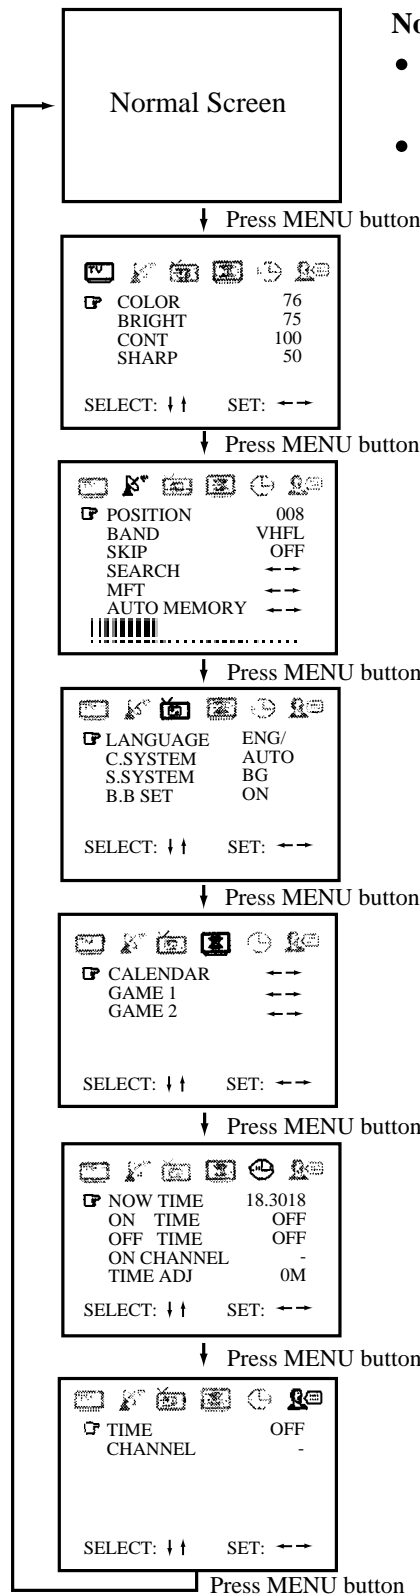 No
Normal Screen
Press MENU button
TV
COLOR 76
BRIGHT 75
CONT 100
SHARP 50
SELECT: SET:
Press MENU button
POSITION 008
BAND VHFL
SKIP OFF
SEARCH
MFT
AUTO MEMORY
Press MENU button
LANGUAGE ENG/
C.SYSTEM AUTO
S.SYSTEM BG
B.B SET ON
SELECT: SET:
Press MENU button
CALENDAR
GAME 1
GAME 2
SELECT: SET:
Press MENU button
NOW TIME 18.3018
ON TIME OFF
OFF TIME OFF
ON CHANNEL -
TIME ADJ 0M
SELECT: SET:
Press MENU button
TIME OFF
CHANNEL -
SELECT: SET:
Press MENU button